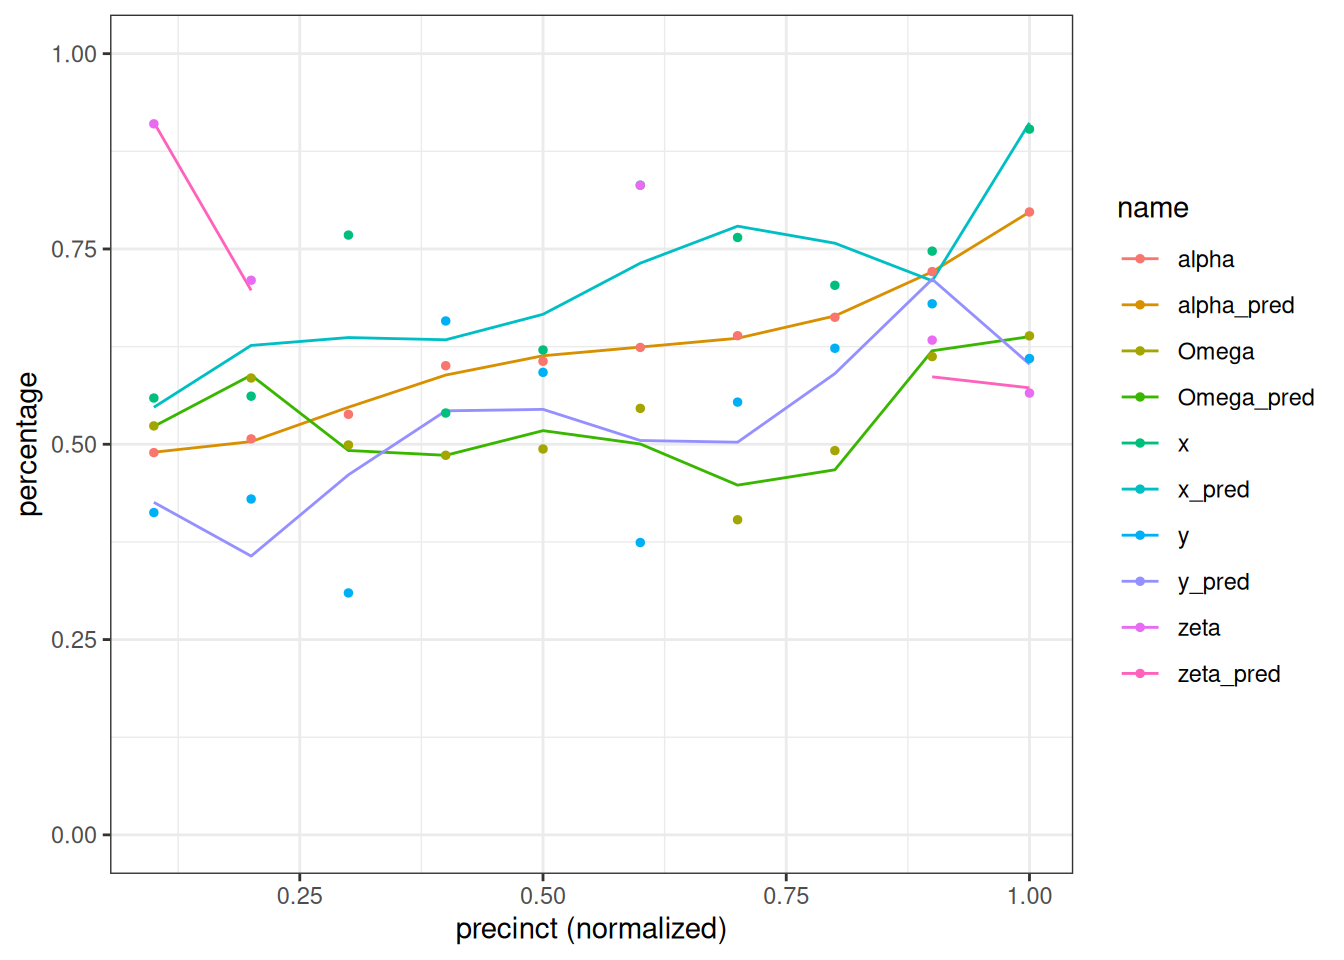 1.00
0.75
0.50
0.25
0.00
percentage
0.25 0.50 0.75 1.00
precinct (normalized)
name
alpha
alpha_pred
Omega
Omega_pred
x
x_pred
y
y_pred
zeta
zeta_pred